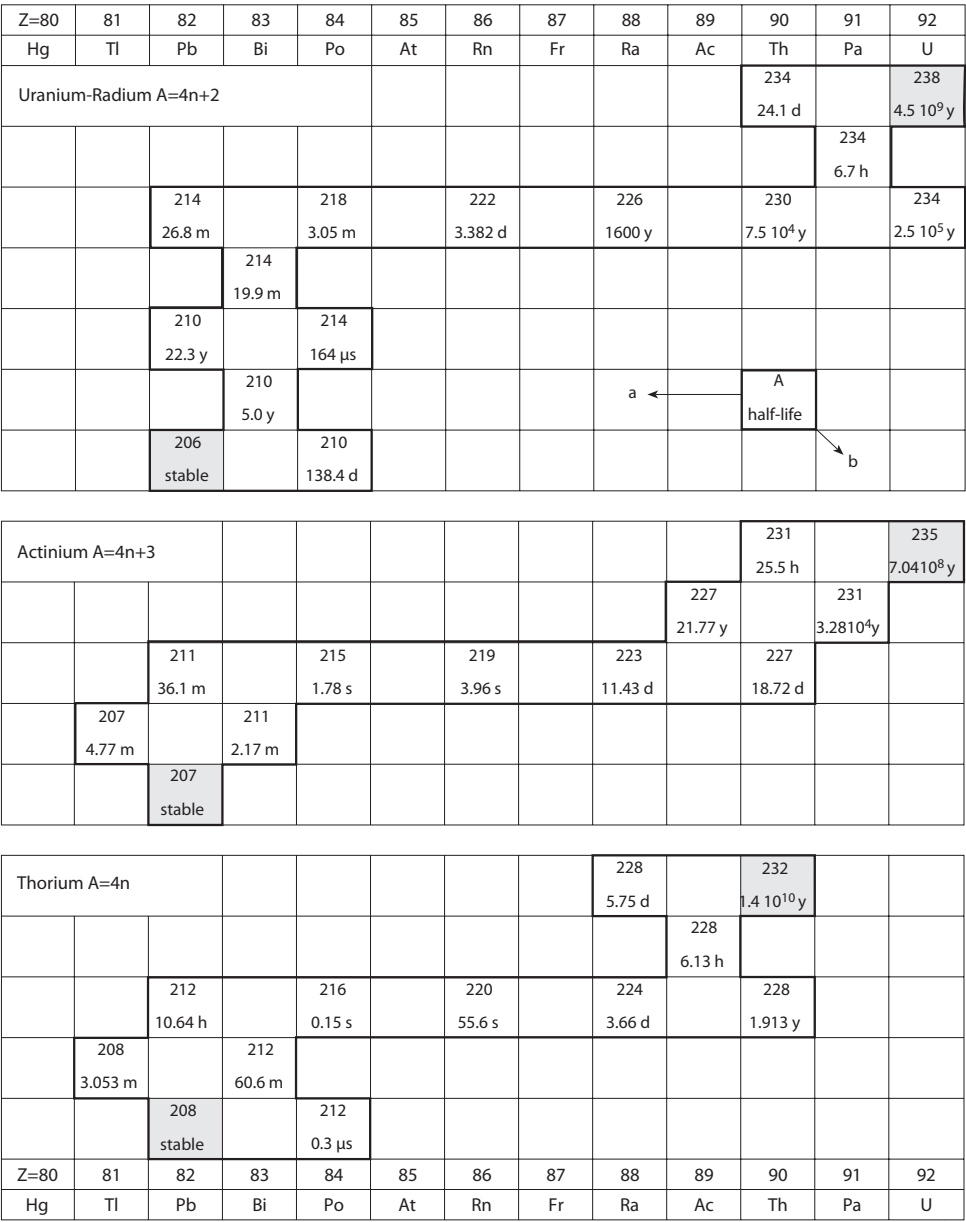 Z=80 81 82 83 84 85 86 87 88 89 90 91 92
Hg Tl Pb Bi Po At Rn Fr Ra Ac Th Pa U
Uranium-Radium A=4n+2
234 238
24.1 d 4.5 10⁹ y
234
6.7 h
214 218 222 226 230 234
26.8 m 3.05 m 3.382 d 1600 y 7.5 10⁴ y 2.5 10⁵ y
214
19.9 m
210 214
22.3 y 164 µs
210 A
5.0 y a half-life
206 210
stable 138.4 d b
Actinium A=4n+3
231 235
25.5 h 7.0410⁸ y
227 231
21.77 y 3.2810⁴y
211 215 219 223 227
36.1 m 1.78 s 3.96 s 11.43 d 18.72 d
207 211
4.77 m 2.17 m
207
stable
Thorium A=4n
228 232
5.75 d 1.4 10¹⁰ y
228
6.13 h
212 216 220 224 228
10.64 h 0.15 s 55.6 s 3.66 d 1.913 y
208 212
3.053 m 60.6 m
208 212
stable 0.3 µs
Z=80 81 82 83 84 85 86 87 88 89 90 91 92
Hg Tl Pb Bi Po At Rn Fr Ra Ac Th Pa U